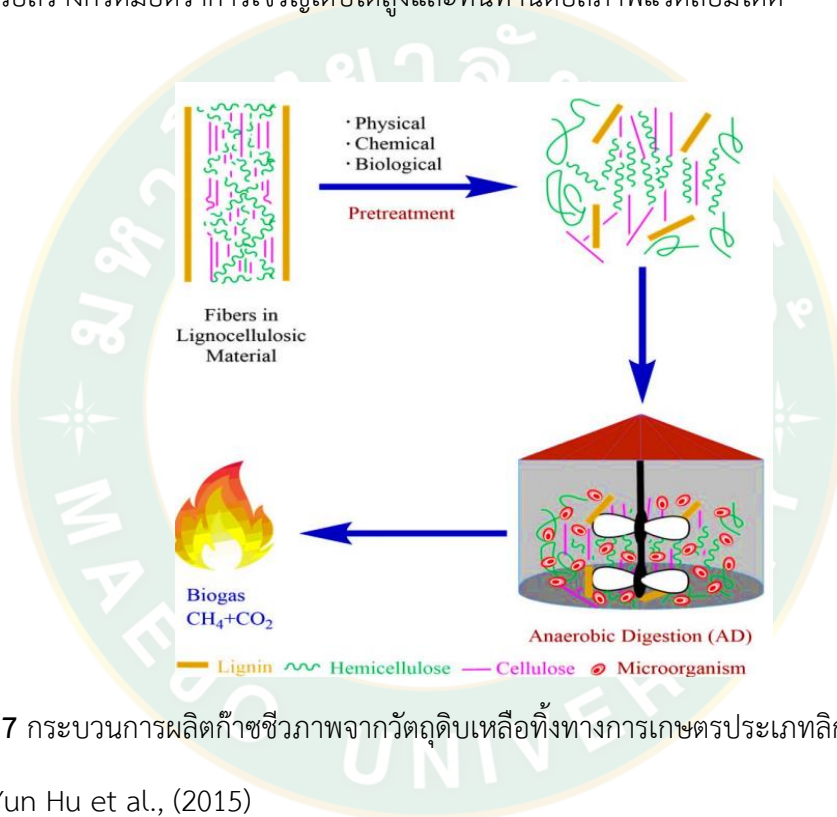 · Physical
· Chemical
· Biological
Pretreatment
Fibers in
Lignocellulosic
Material
Biogas
CH₄+CO₂
Anaerobic Digestion (AD)
Lignin Hemicellulose Cellulose Microorganism
7 กระบวนการผลิตก๊าซชีวภาพจากวัตถุดิบเหลือทิ้งทางการเกษตรประเภทลิก
Yun Hu et al., (2015)